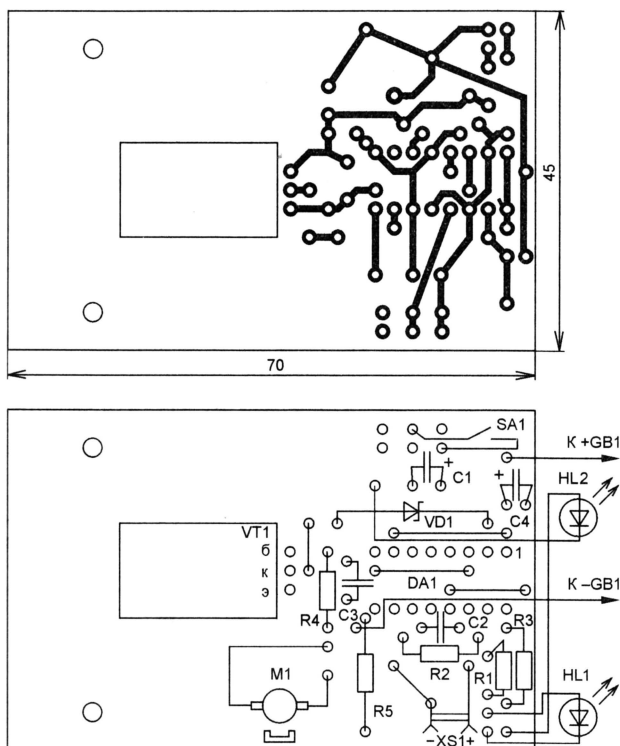 45
70
SA1
К +GB1
C1
HL2
VD1
C4
VT1
б
1
к
DA1
э
К –GB1
R4
C3
C2
R3
M1
R2
R1
HL1
R5
–XS1+
+
+